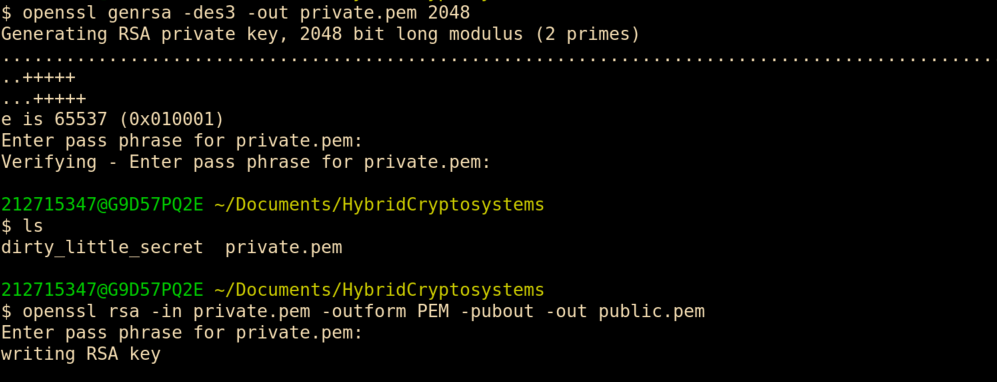 $ openssl genrsa -des3 -out private.pem 2048
Generating RSA private key, 2048 bit long modulus (2 primes)
.............................................................................................
..+++++
...+++++
e is 65537 (0x010001)
Enter pass phrase for private.pem:
Verifying - Enter pass phrase for private.pem:
212715347@G9D57PQ2E ~/Documents/HybridCryptosystems
$ ls
dirty_little_secret  private.pem
212715347@G9D57PQ2E ~/Documents/HybridCryptosystems
$ openssl rsa -in private.pem -outform PEM -pubout -out public.pem
Enter pass phrase for private.pem:
writing RSA key